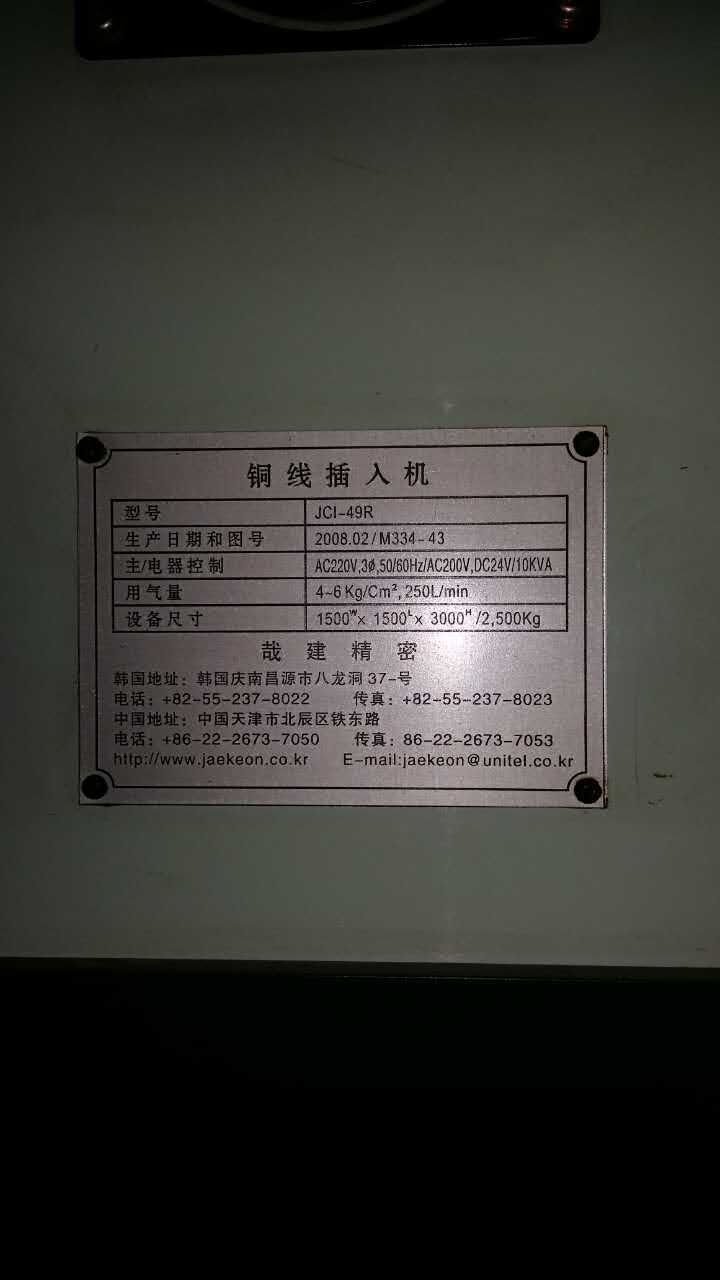 铜线插入机
型号 JCI-49R
生产日期和图号 2008.02/M334-43
主/电器控制 AC220V,3ø,50/60Hz/AC200V,DC24V/10KVA
用气量 4~6Kg/Cm²,250L/min
设备尺寸 1500ᵂ× 1500ᴸ× 3000ᴴ/2,500Kg
哉建精密
韩国地址：韩国庆南昌源市八龙洞37-号
电话：+82-55-237-8022 传真：+82-55-237-8023
中国地址：中国天津市北辰区铁东路
电话：+86-22-2673-7050 传真：86-22-2673-7053
http://www.jaekeon.co.kr E-mail:jaekeon@unitel.co.kr